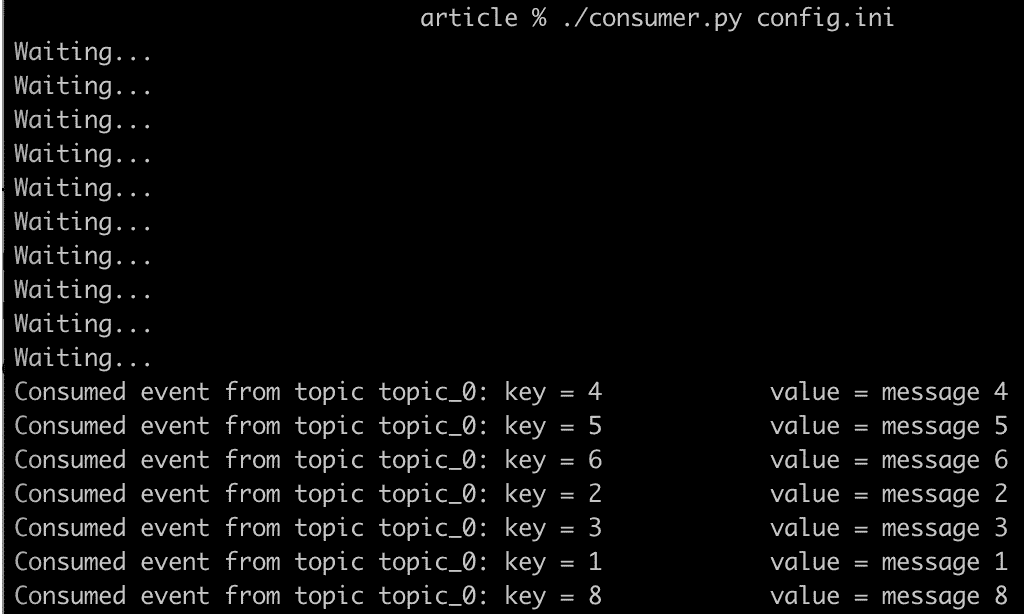 article % ./consumer.py config.ini
Waiting...
Waiting...
Waiting...
Waiting...
Waiting...
Waiting...
Waiting...
Waiting...
Waiting...
Waiting...
Consumed event from topic topic_0: key = 4 value = message 4
Consumed event from topic topic_0: key = 5 value = message 5
Consumed event from topic topic_0: key = 6 value = message 6
Consumed event from topic topic_0: key = 2 value = message 2
Consumed event from topic topic_0: key = 3 value = message 3
Consumed event from topic topic_0: key = 1 value = message 1
Consumed event from topic topic_0: key = 8 value = message 8